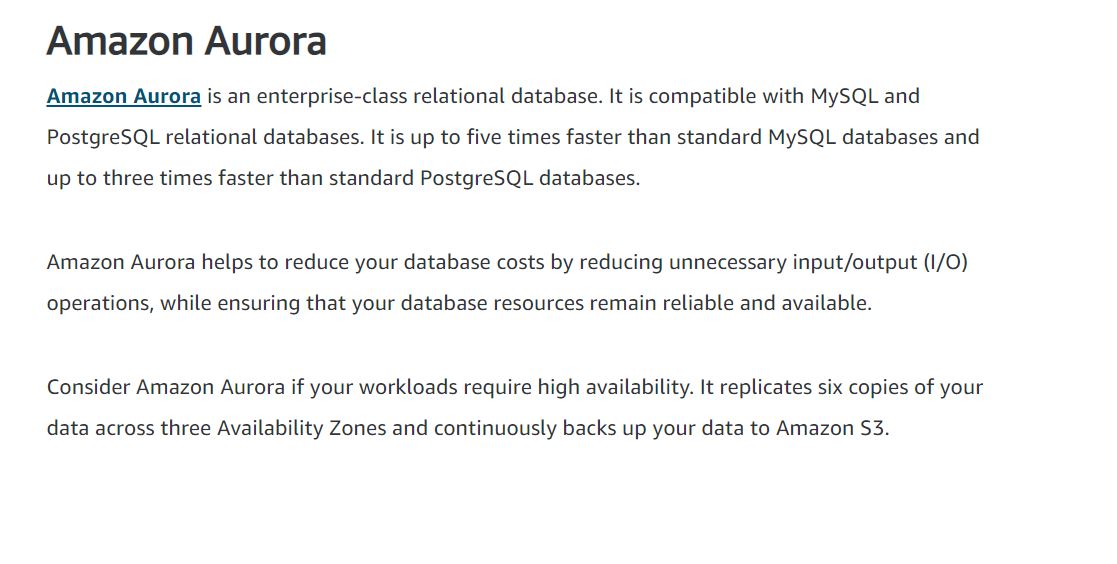 Amazon Aurora
Amazon Aurora is an enterprise-class relational database. It is compatible with MySQL and
PostgreSQL relational databases. It is up to five times faster than standard MySQL databases and
up to three times faster than standard PostgreSQL databases.
Amazon Aurora helps to reduce your database costs by reducing unnecessary input/output (I/O)
operations, while ensuring that your database resources remain reliable and available.
Consider Amazon Aurora if your workloads require high availability. It replicates six copies of your
data across three Availability Zones and continuously backs up your data to Amazon S3.